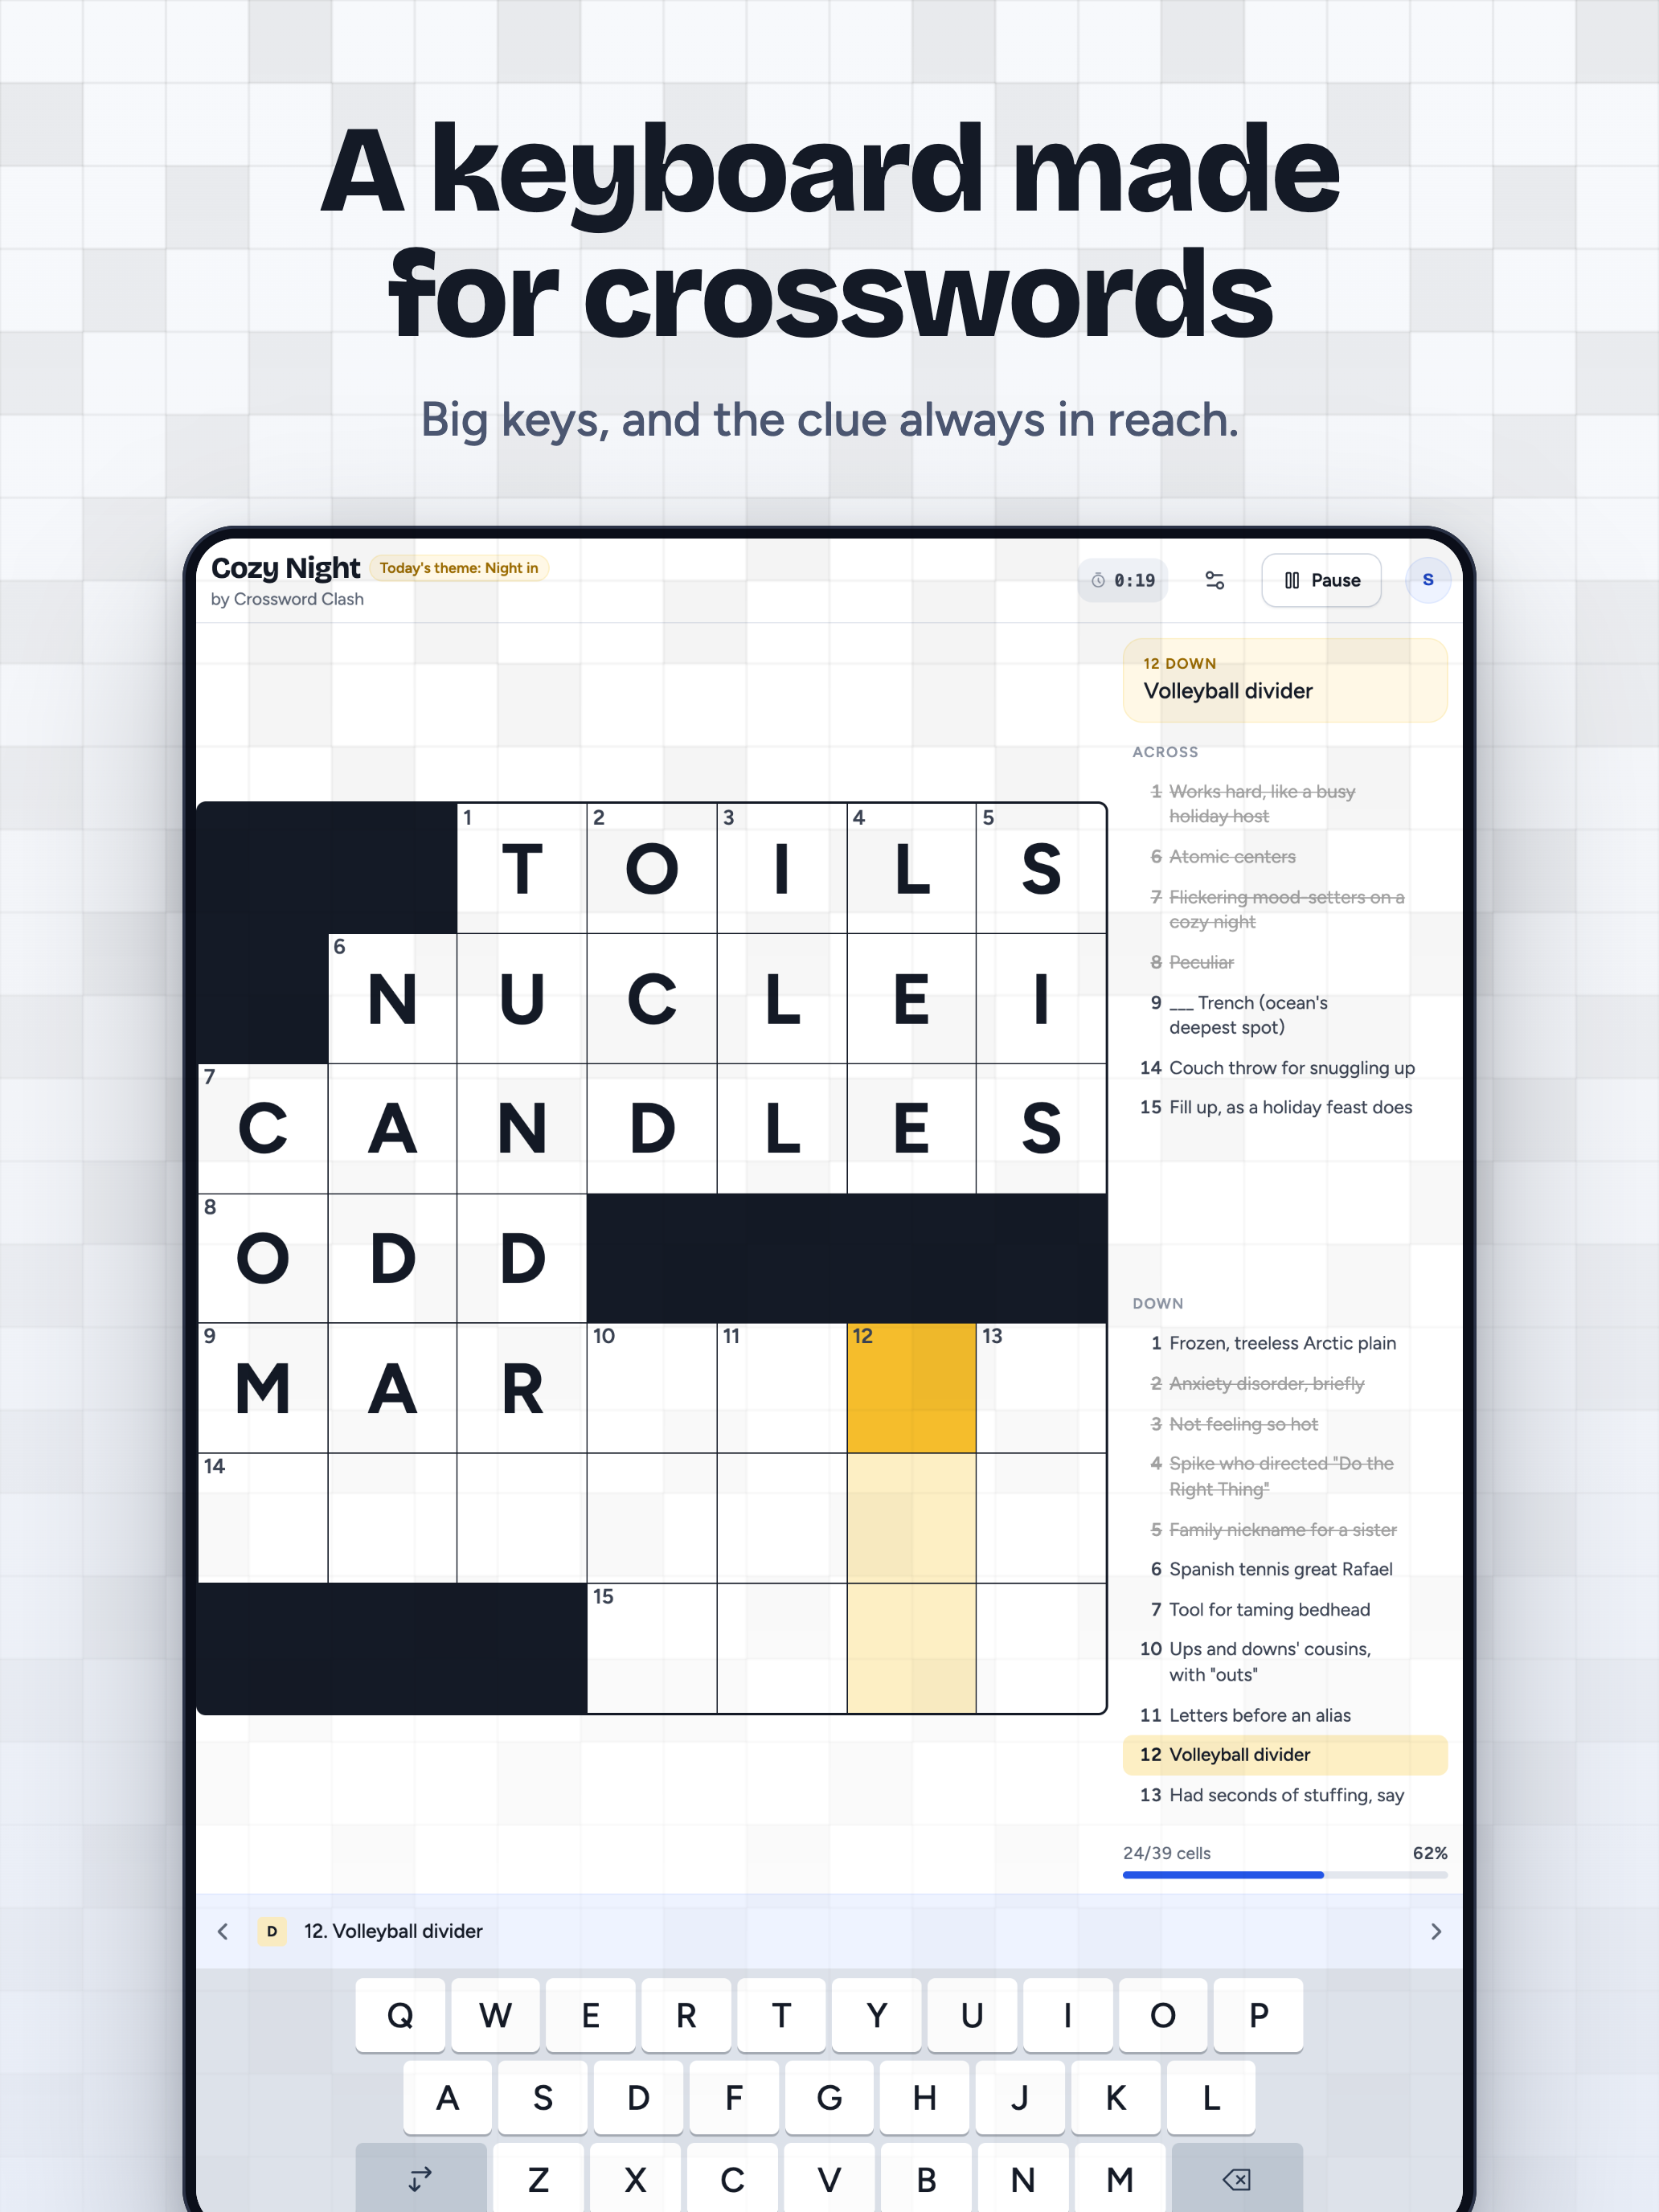 A keyboard made
for crosswords
Big keys, and the clue always in reach.
Cozy Night Today's theme: Night in
by Crossword Clash
0:19 Pause S
12 DOWN
Volleyball divider
ACROSS
1 Works hard, like a busy
holiday host
6 Atomic centers
7 Flickering mood-setters on a
cozy night
8 Peculiar
9 ___ Trench (ocean's
deepest spot)
14 Couch throw for snuggling up
15 Fill up, as a holiday feast does
DOWN
1 Frozen, treeless Arctic plain
2 Anxiety disorder, briefly
3 Not feeling so hot
4 Spike who directed "Do the
Right Thing"
5 Family nickname for a sister
6 Spanish tennis great Rafael
7 Tool for taming bedhead
10 Ups and downs' cousins,
with "outs"
11 Letters before an alias
12 Volleyball divider
13 Had seconds of stuffing, say
24/39 cells 62%
1 2 3 4 5
T O I L S
6
N U C L E I
7
C A N D L E S
8
O D D
9 10 11 12 13
M A R
14
15
D 12. Volleyball divider
Q W E R T Y U I O P
A S D F G H J K L
Z X C V B N M